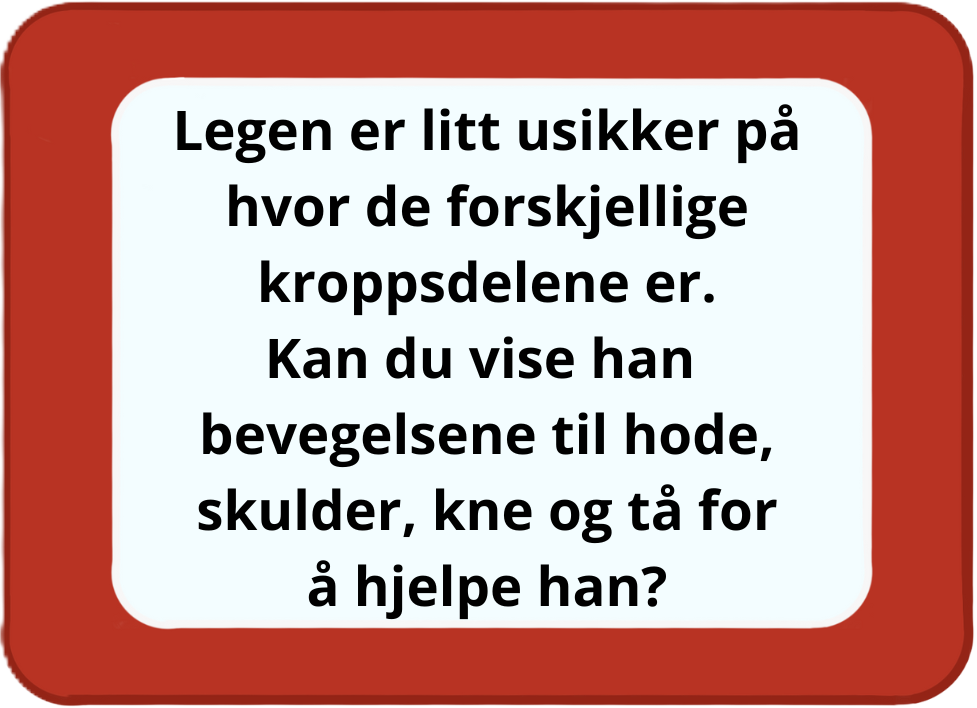 Legen er litt usikker på
hvor de forskjellige
kroppsdelene er.
Kan du vise han
bevegelsene til hode,
skulder, kne og tå for
å hjelpe han?